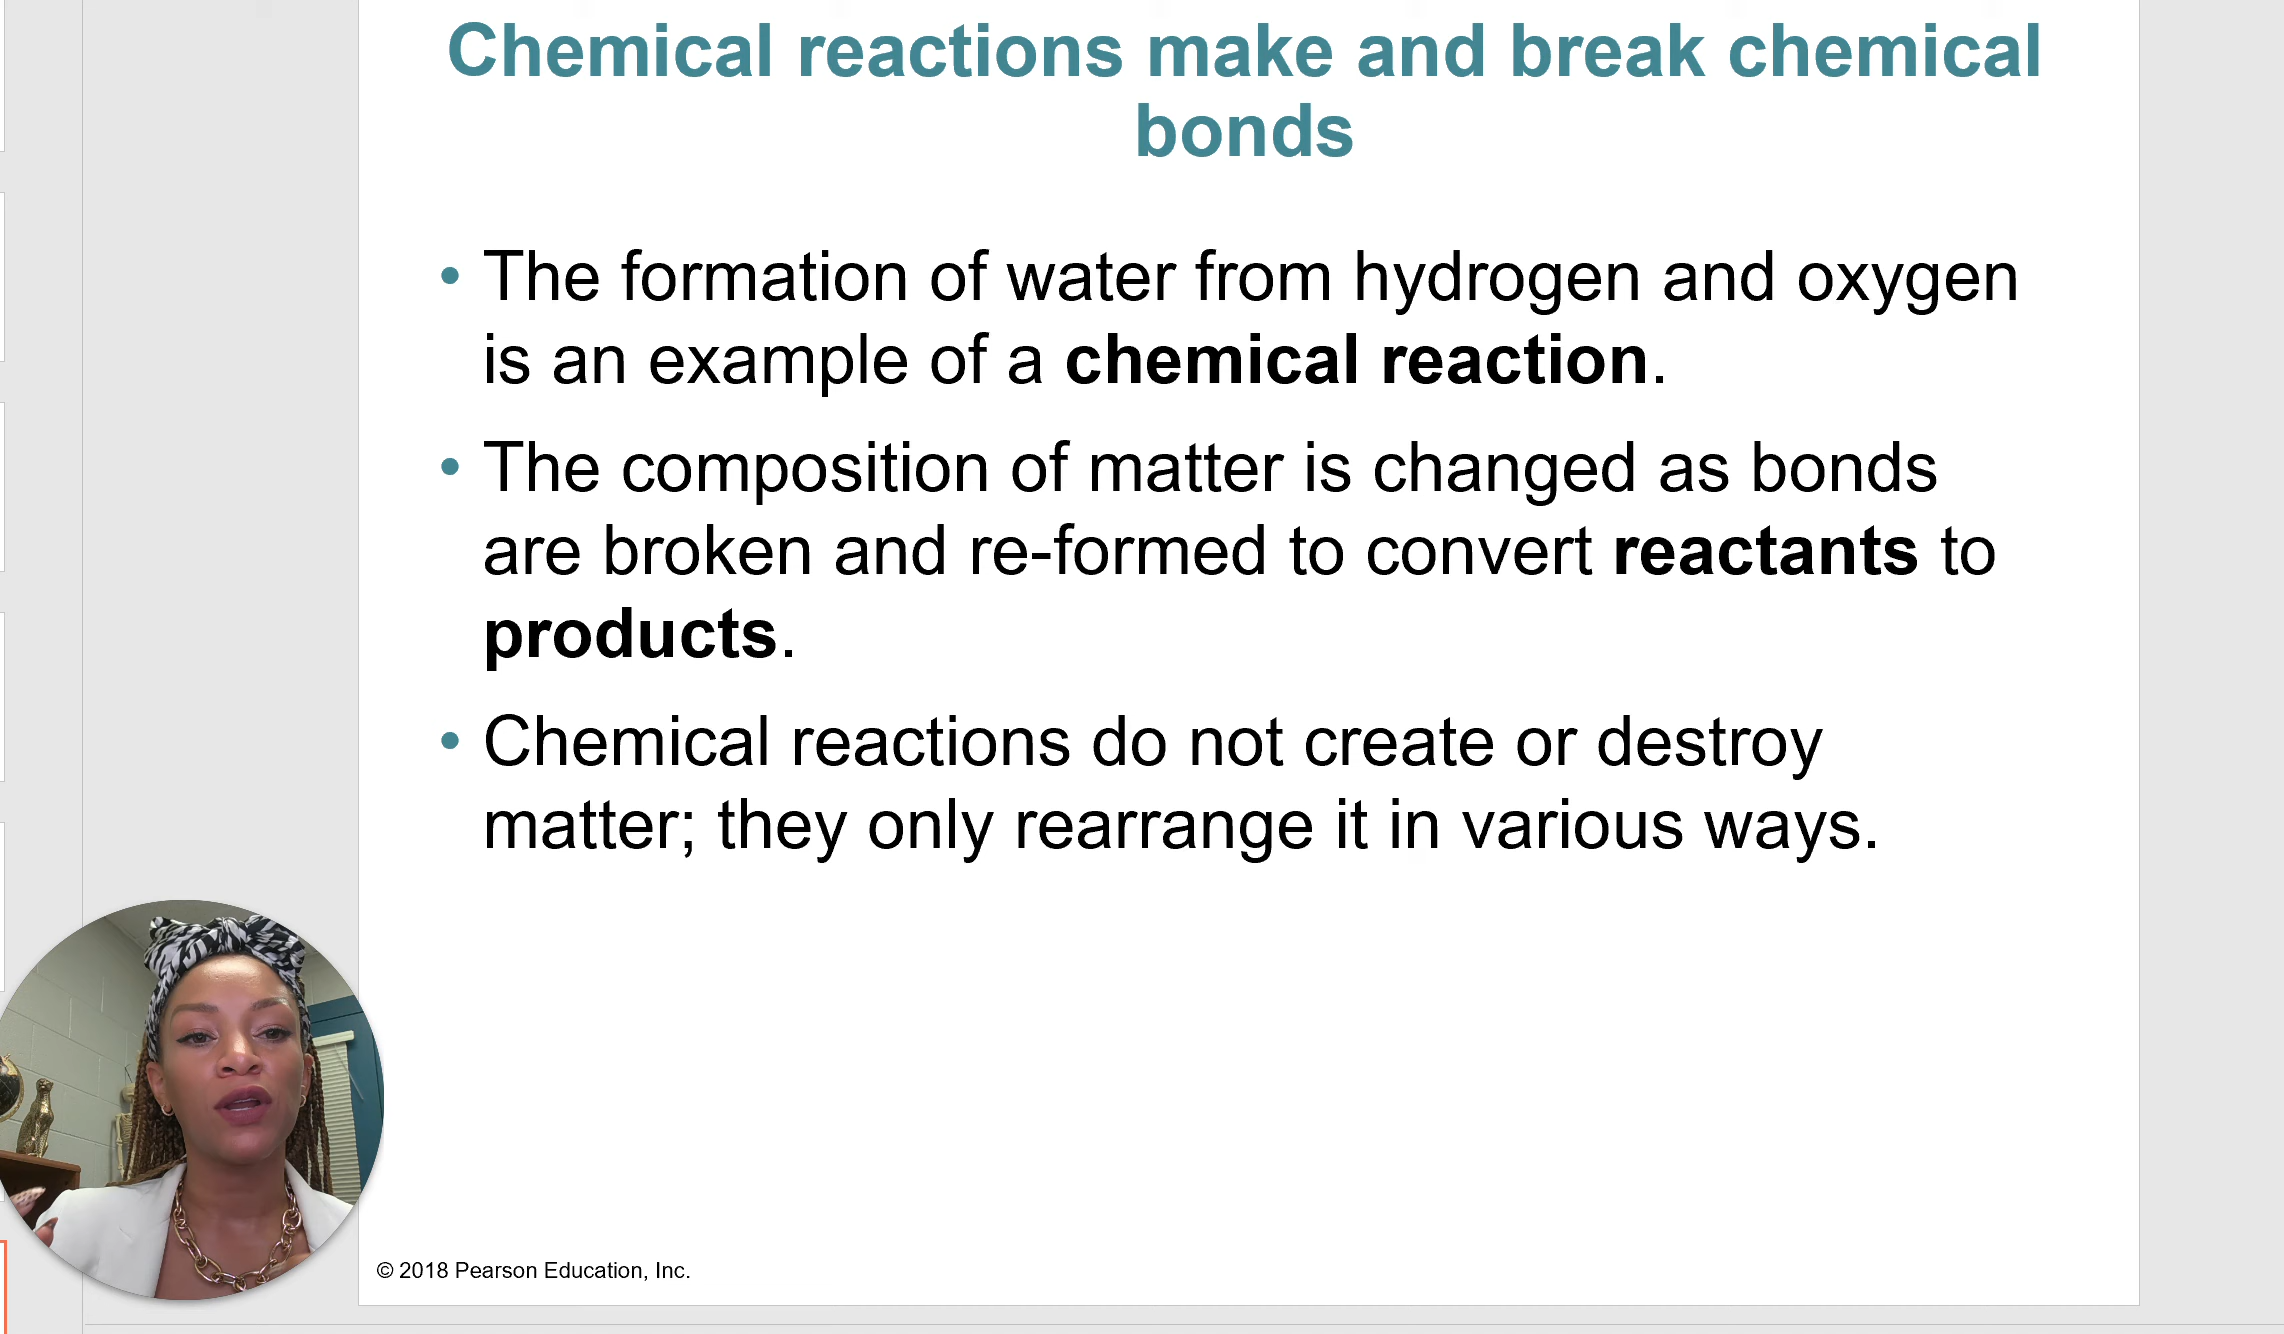 Chemical reactions make and break chemical
bonds
• The formation of water from hydrogen and oxygen
is an example of a chemical reaction.
• The composition of matter is changed as bonds
are broken and re-formed to convert reactants to
products.
• Chemical reactions do not create or destroy
matter; they only rearrange it in various ways.
© 2018 Pearson Education, Inc.